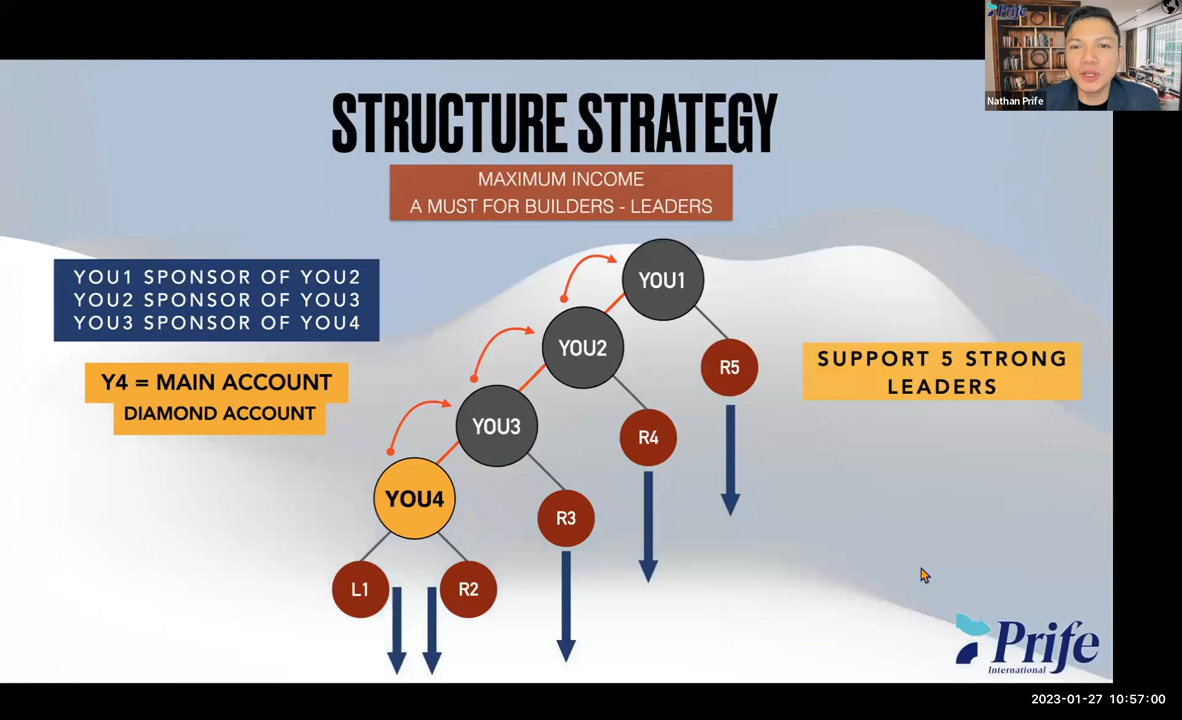 Prife
Nathan Prife
STRUCTURE STRATEGY
MAXIMUM INCOME
A MUST FOR BUILDERS - LEADERS
YOU1 SPONSOR OF YOU2
YOU2 SPONSOR OF YOU3
YOU3 SPONSOR OF YOU4
Y4 = MAIN ACCOUNT
DIAMOND ACCOUNT
YOU1
YOU2
R5
SUPPORT 5 STRONG
LEADERS
YOU3
R4
YOU4
R3
L1
R2
Prife
International
2023-01-27 10:57:00